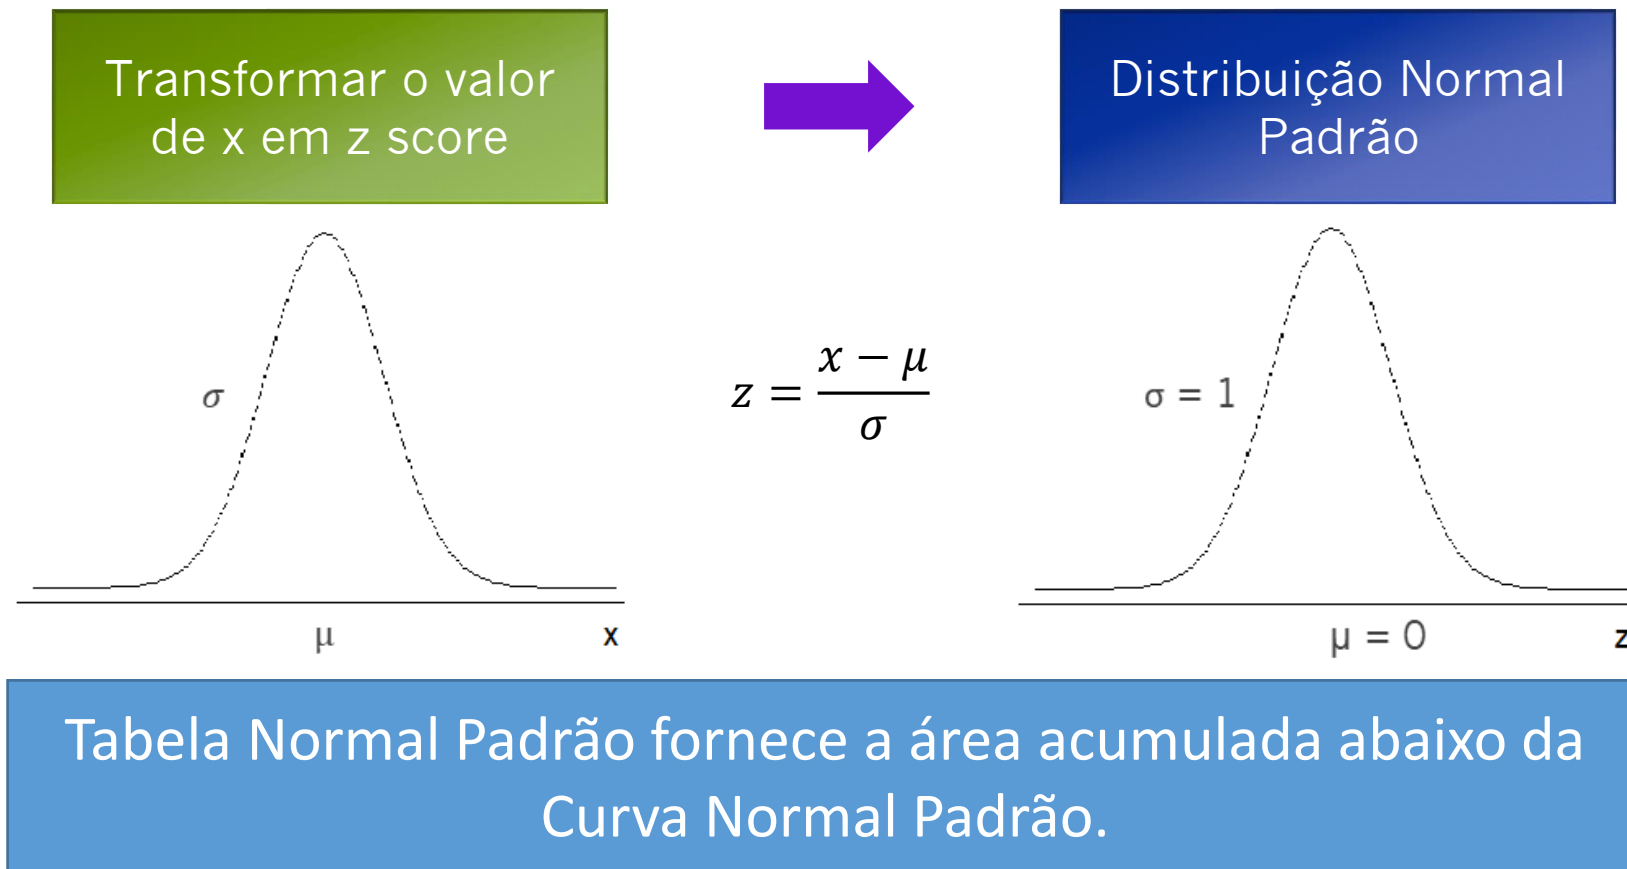 Transformar o valor
de x em z score
Distribuição Normal
Padrão
σ
μ
x
z = (x − μ) / σ
σ = 1
μ = 0
z
Tabela Normal Padrão fornece a área acumulada abaixo da
Curva Normal Padrão.